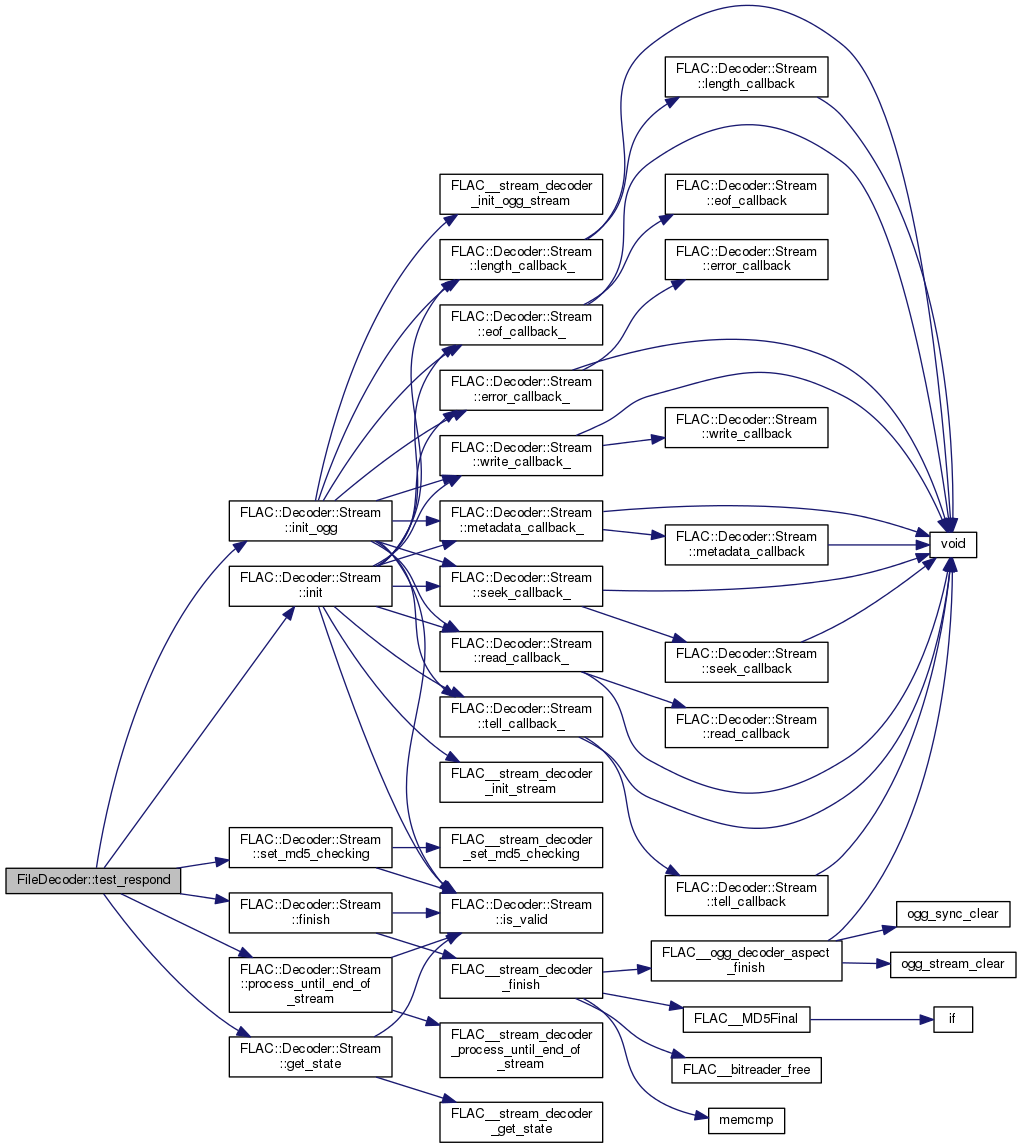 FLAC::Decoder::Stream
::length_callback
FLAC__stream_decoder
_init_ogg_stream
FLAC::Decoder::Stream
::eof_callback
FLAC::Decoder::Stream
::length_callback_
FLAC::Decoder::Stream
::error_callback
FLAC::Decoder::Stream
::eof_callback_
FLAC::Decoder::Stream
::error_callback_
FLAC::Decoder::Stream
::write_callback
FLAC::Decoder::Stream
::write_callback_
FLAC::Decoder::Stream
::init_ogg
FLAC::Decoder::Stream
::metadata_callback_
FLAC::Decoder::Stream
::metadata_callback
void
FLAC::Decoder::Stream
::init
FLAC::Decoder::Stream
::seek_callback_
FLAC::Decoder::Stream
::read_callback_
FLAC::Decoder::Stream
::seek_callback
FLAC::Decoder::Stream
::tell_callback_
FLAC::Decoder::Stream
::read_callback
FLAC__stream_decoder
_init_stream
FLAC::Decoder::Stream
::set_md5_checking
FLAC__stream_decoder
_set_md5_checking
FileDecoder::test_respond
FLAC::Decoder::Stream
::finish
FLAC::Decoder::Stream
::is_valid
FLAC::Decoder::Stream
::tell_callback
ogg_sync_clear
FLAC::Decoder::Stream
::process_until_end_of
_stream
FLAC__stream_decoder
_finish
FLAC__ogg_decoder_aspect
_finish
ogg_stream_clear
FLAC__MD5Final
if
FLAC::Decoder::Stream
::get_state
FLAC__stream_decoder
_process_until_end_of
_stream
FLAC__bitreader_free
FLAC__stream_decoder
_get_state
memcmp